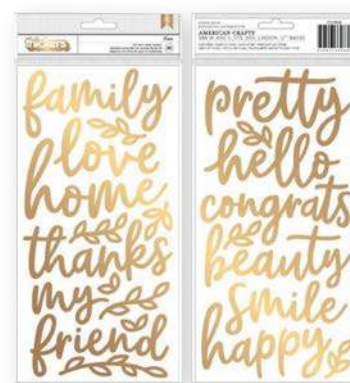 family
love
home
thanks
my
friend
AMERICAN CRAFTS
pretty
hello
congrats
beauty
smile
happy